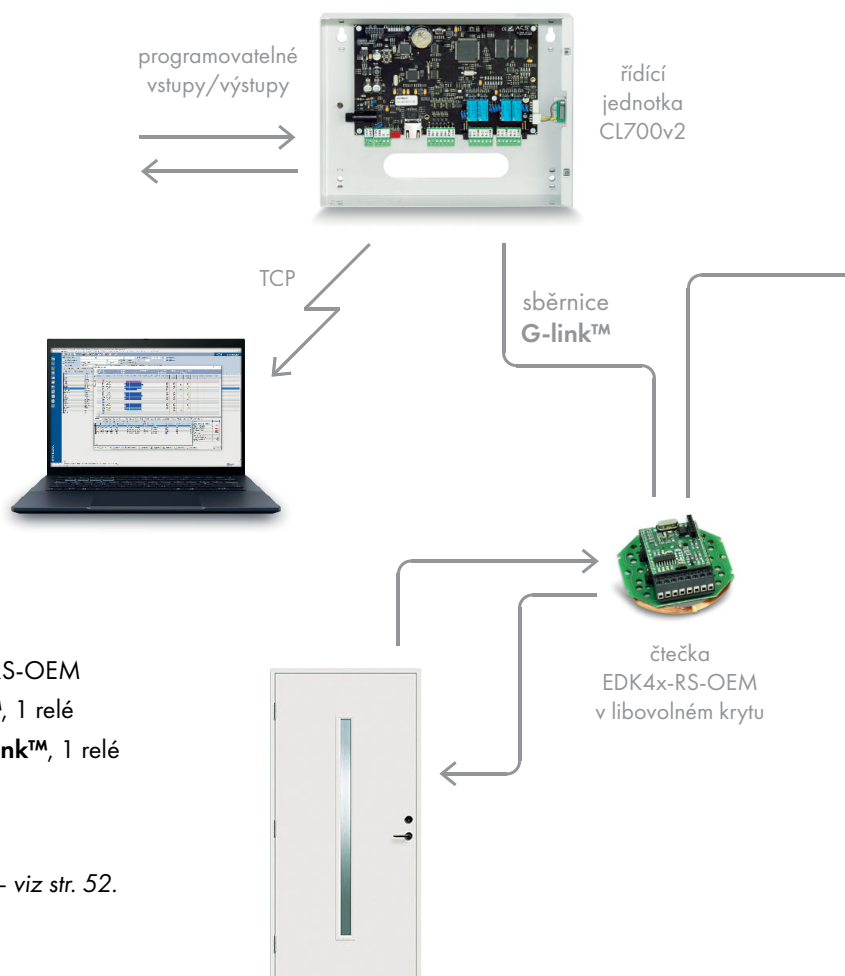 programovatelné
vstupy/výstupy
řídící
jednotka
CL700v2
TCP
sběrnice
G-link™
čtečka
EDK4x-RS-OEM
v libovolném krytu
S-OEM
, 1 relé
nk™, 1 relé
- viz str. 52.